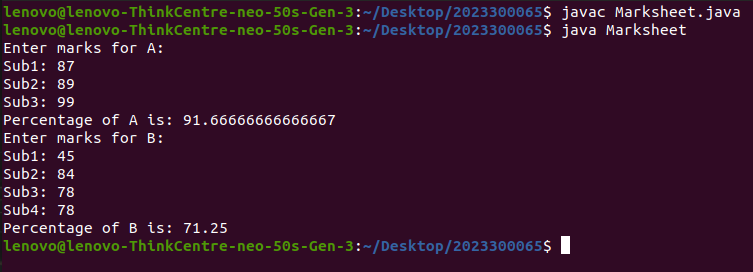 lenovo@lenovo-ThinkCentre-neo-50s-Gen-3:~/Desktop/2023300065$ javac Marksheet.java
lenovo@lenovo-ThinkCentre-neo-50s-Gen-3:~/Desktop/2023300065$ java Marksheet
Enter marks for A:
Sub1: 87
Sub2: 89
Sub3: 99
Percentage of A is: 91.66666666666667
Enter marks for B:
Sub1: 45
Sub2: 84
Sub3: 78
Sub4: 78
Percentage of B is: 71.25
lenovo@lenovo-ThinkCentre-neo-50s-Gen-3:~/Desktop/2023300065$